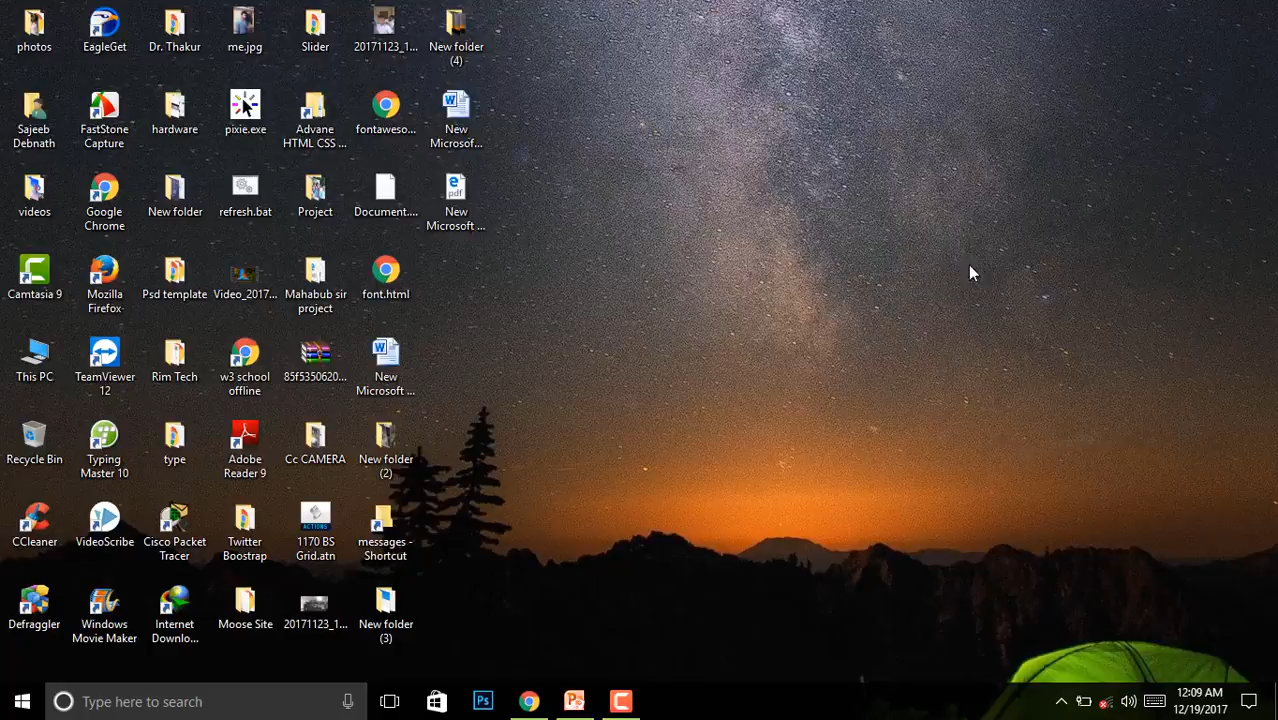 photos
EagleGet
Dr. Thakur
me.jpg
Slider
20171123_1...
New folder
(4)
Sajeeb
Debnath
FastStone
Capture
hardware
pixie.exe
Advane
HTML CSS ...
fontaweso...
New
Microsof...
videos
Google
Chrome
New folder
refresh.bat
Project
Document....
pdf
New
Microsoft ...
Camtasia 9
Mozilla
Firefox
Psd template
Video_2017...
Mahabub sir
project
font.html
This PC
TeamViewer
12
Rim Tech
w3 school
offline
85f5350620...
New
Microsoft ...
Recycle Bin
Typing
Master 10
type
Adobe
Reader 9
Cc CAMERA
New folder
(2)
CCleaner
VideoScribe
Cisco Packet
Tracer
Twitter
Boostrap
ACTIONS
1170 BS
Grid.atn
messages -
Shortcut
Defraggler
Windows
Movie Maker
Internet
Downlo...
Moose Site
20171123_1...
New folder
(3)
Type here to search
Ps
12:09 AM
12/19/2017